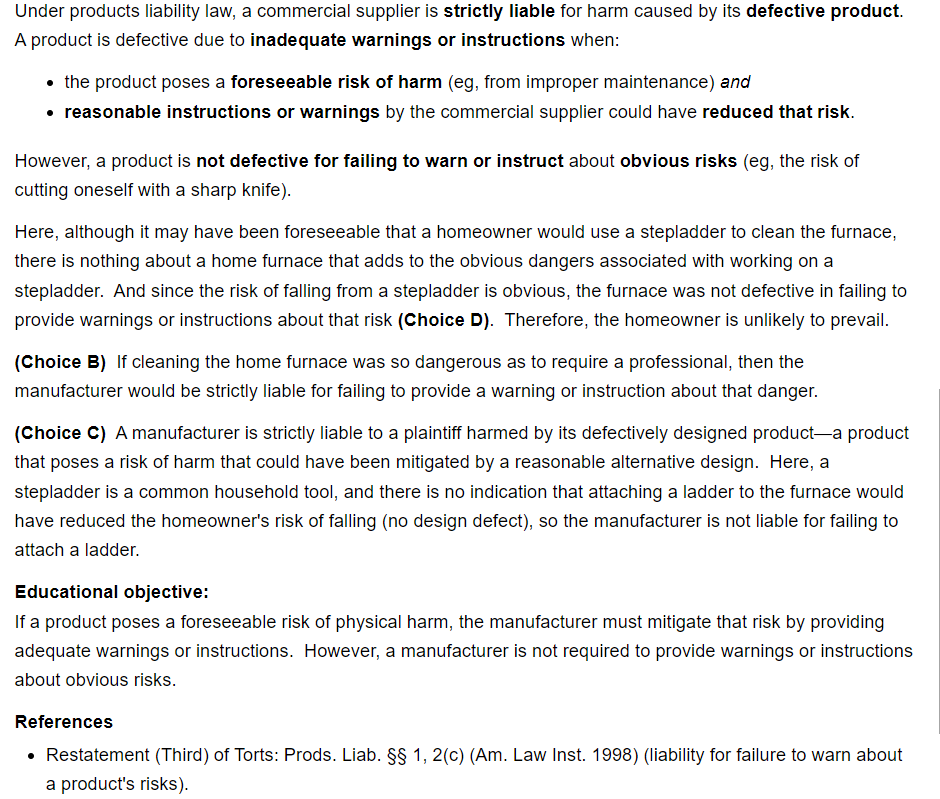 Under products liability law, a commercial supplier is strictly liable for harm caused by its defective product.
A product is defective due to inadequate warnings or instructions when:
• the product poses a foreseeable risk of harm (eg, from improper maintenance) and
• reasonable instructions or warnings by the commercial supplier could have reduced that risk.
However, a product is not defective for failing to warn or instruct about obvious risks (eg, the risk of
cutting oneself with a sharp knife).
Here, although it may have been foreseeable that a homeowner would use a stepladder to clean the furnace,
there is nothing about a home furnace that adds to the obvious dangers associated with working on a
stepladder.  And since the risk of falling from a stepladder is obvious, the furnace was not defective in failing to
provide warnings or instructions about that risk (Choice D).  Therefore, the homeowner is unlikely to prevail.
(Choice B)  If cleaning the home furnace was so dangerous as to require a professional, then the
manufacturer would be strictly liable for failing to provide a warning or instruction about that danger.
(Choice C)  A manufacturer is strictly liable to a plaintiff harmed by its defectively designed product—a product
that poses a risk of harm that could have been mitigated by a reasonable alternative design.  Here, a
stepladder is a common household tool, and there is no indication that attaching a ladder to the furnace would
have reduced the homeowner's risk of falling (no design defect), so the manufacturer is not liable for failing to
attach a ladder.
Educational objective:
If a product poses a foreseeable risk of physical harm, the manufacturer must mitigate that risk by providing
adequate warnings or instructions.  However, a manufacturer is not required to provide warnings or instructions
about obvious risks.
References
• Restatement (Third) of Torts: Prods. Liab. §§ 1, 2(c) (Am. Law Inst. 1998) (liability for failure to warn about
a product's risks).